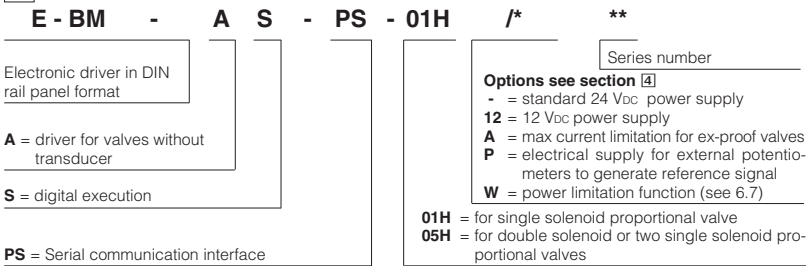 E - BM - A S - PS - 01H /* **
Series number
Electronic driver in DIN
rail panel format
Options see section 4
- = standard 24 VDC power supply
12 = 12 VDC power supply
A = max current limitation for ex-proof valves
P = electrical supply for external potentio-
meters to generate reference signal
W = power limitation function (see 6.7)
A = driver for valves without
transducer
S = digital execution
01H = for single solenoid proportional valve
05H = for double solenoid or two single solenoid pro-
portional valves
PS = Serial communication interface